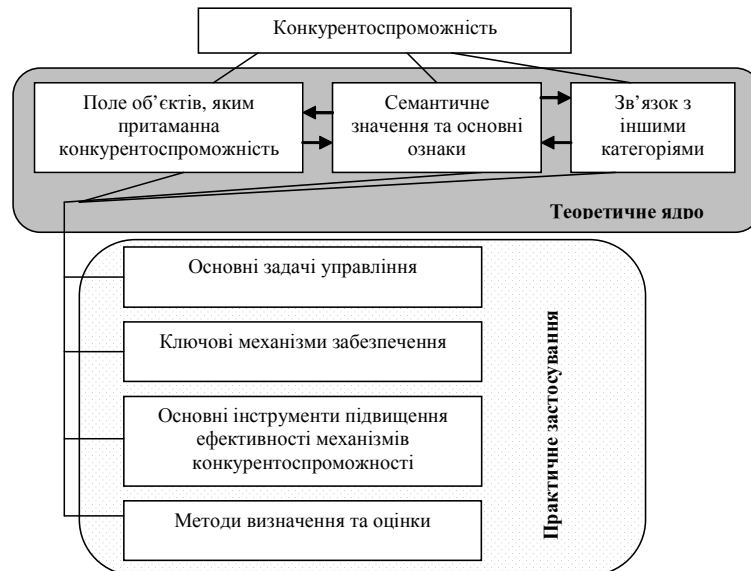 Конкурентоспроможність
Поле об’єктів, яким
притаманна
конкурентоспроможність
Семантичне
значення та основні
ознаки
Зв’язок з
іншими
категоріями
Теоретичне ядро
Основні задачі управління
Ключові механізми забезпечення
Основні інструменти підвищення
ефективності механізмів
конкурентоспроможності
Методи визначення та оцінки
Практичне застосування